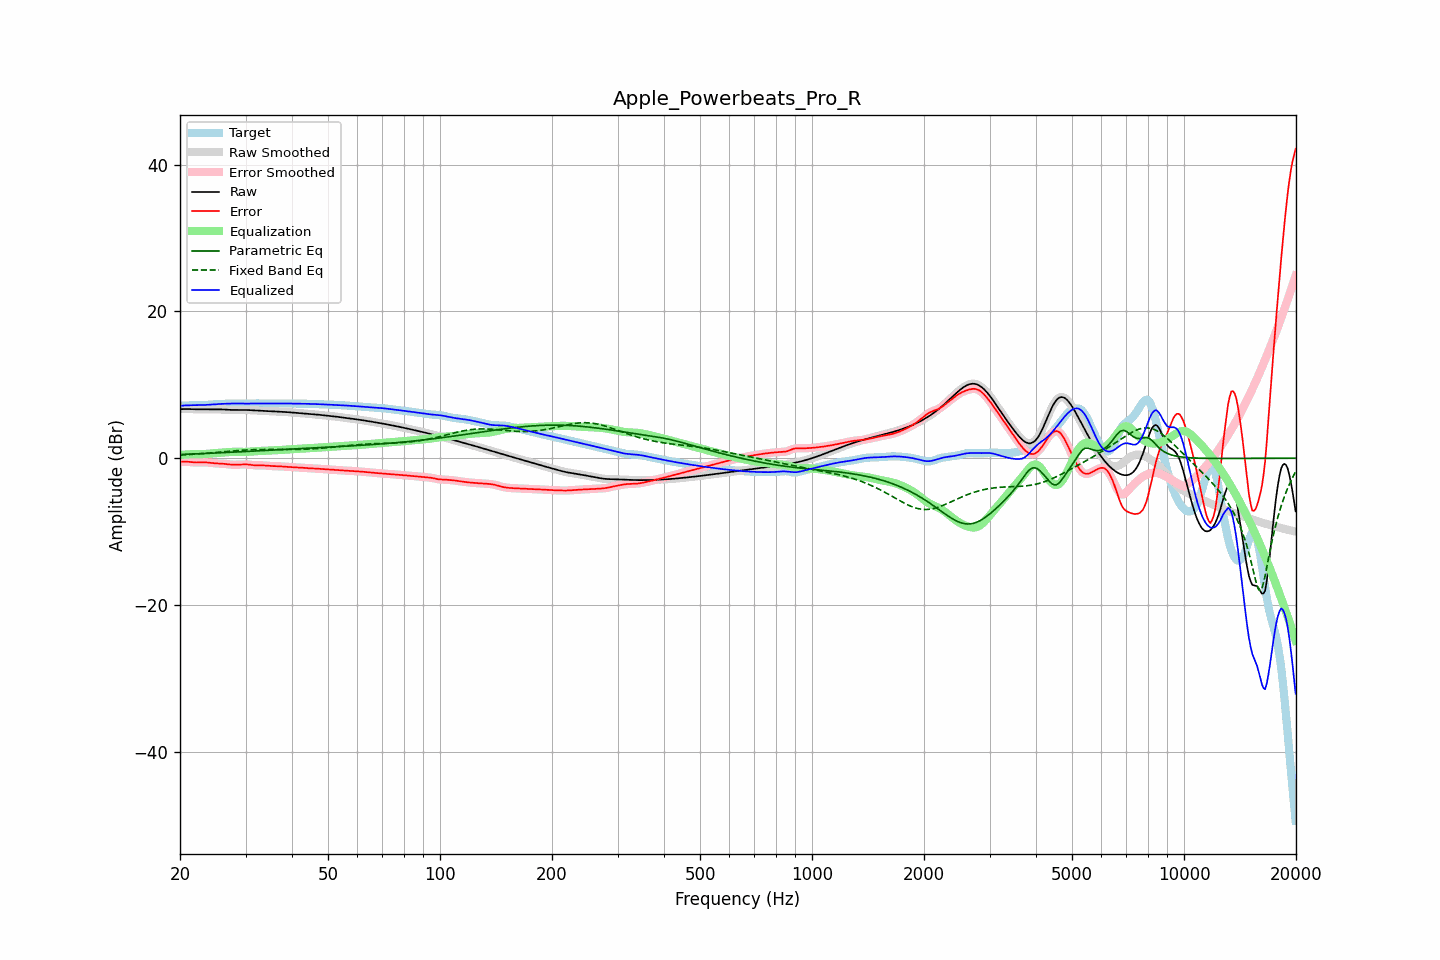 Apple_Powerbeats_Pro_R
Target
Raw Smoothed
Error Smoothed
Raw
Error
Equalization
Parametric Eq
Fixed Band Eq
Equalized
40
20
0
−20
−40
Amplitude (dBr)
20
50
100
200
500
1000
2000
5000
10000
20000
Frequency (Hz)